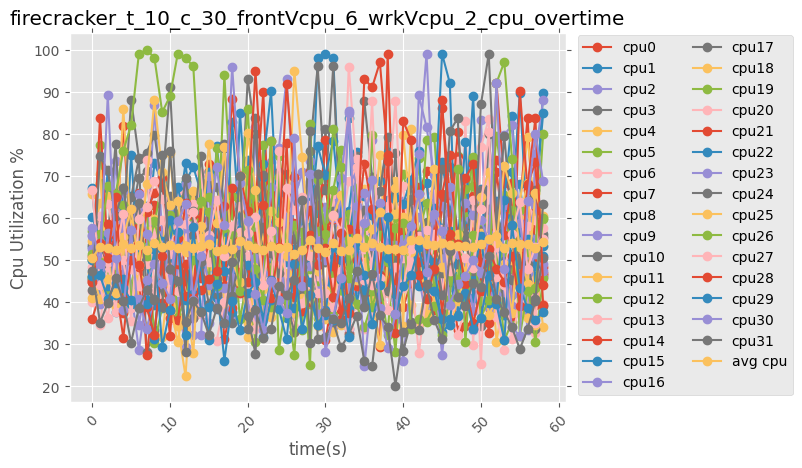 firecracker_t_10_c_30_frontVcpu_6_wrkVcpu_2_cpu_overtime
Cpu Utilization %
100
90
80
70
60
50
40
30
20
0
10
20
30
40
50
60
time(s)
cpu0
cpu1
cpu2
cpu3
cpu4
cpu5
cpu6
cpu7
cpu8
cpu9
cpu10
cpu11
cpu12
cpu13
cpu14
cpu15
cpu16
cpu17
cpu18
cpu19
cpu20
cpu21
cpu22
cpu23
cpu24
cpu25
cpu26
cpu27
cpu28
cpu29
cpu30
cpu31
avg cpu